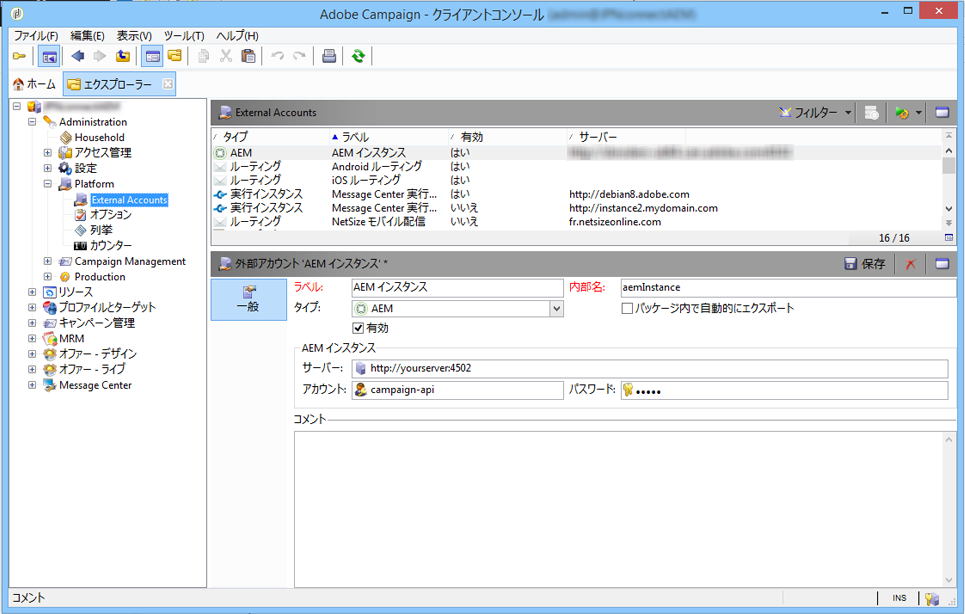 Adobe Campaign - クライアントコンソール
ファイル(F) 編集(E) 表示(V) ツール(T) ヘルプ(H)
ホーム エクスプローラー
Administration
Household
アクセス管理
設定
Platform
External Accounts
オプション
列挙
カウンター
Campaign Management
Production
リソース
プロファイルとターゲット
キャンペーン管理
MRM
オファー - デザイン
オファー - ライブ
Message Center
External Accounts フィルター
タイプ ラベル 有効 サーバー
AEM AEM インスタンス はい
ルーティング Android ルーティング はい
ルーティング iOS ルーティング はい
実行インスタンス Message Center 実行... はい http://debian8.adobe.com
実行インスタンス Message Center 実行... いいえ http://instance2.mydomain.com
ルーティング NetSize モバイル配信 いいえ fr.netsizeonline.com
16 / 16
外部アカウント 'AEM インスタンス' * 保存
一般
ラベル: AEM インスタンス 内部名: aemInstance
タイプ: AEM パッケージ内で自動的にエクスポート
有効
AEM インスタンス
サーバー: http://yourserver:4502
アカウント: campaign-api パスワード: •••••
コメント
コメント INS